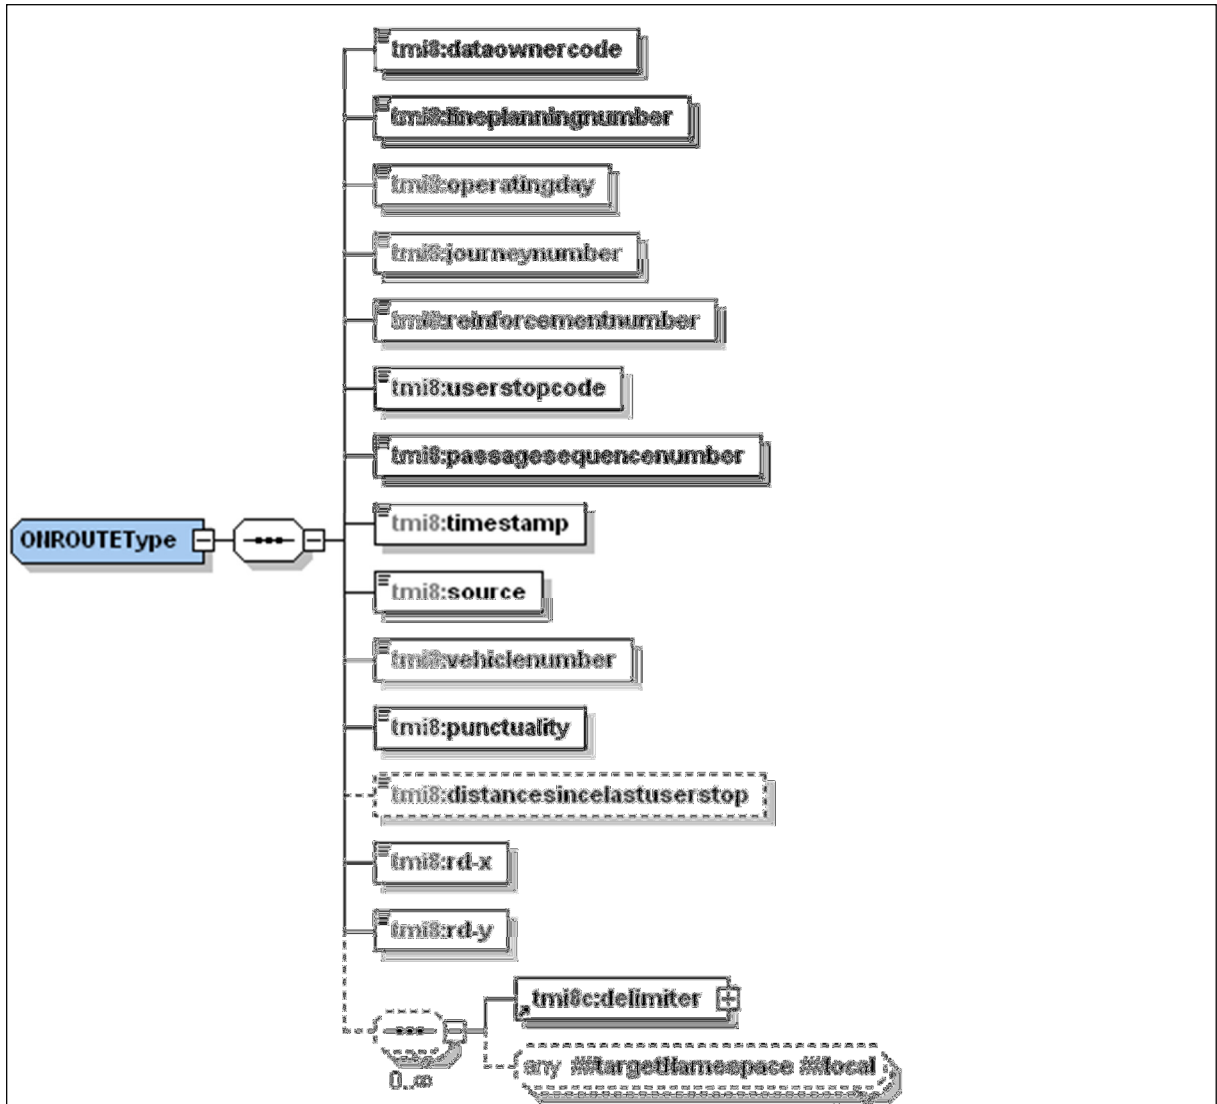 tmi8:dataownercode
tmi8:lineplanningnumber
tmi8:operatingday
tmi8:journeynumber
tmi8:reinforcementnumber
tmi8:userstopcode
tmi8:passagesequencenumber
tmi8:timestamp
ONROUTEType
tmi8:source
tmi8:vehiclenumber
tmi8:punctuality
tmi8:distancesincelastuserstop
tmi8:rd-x
tmi8:rd-y
tmi8c:delimiter
any ##targetNamespace ##local
0..∞